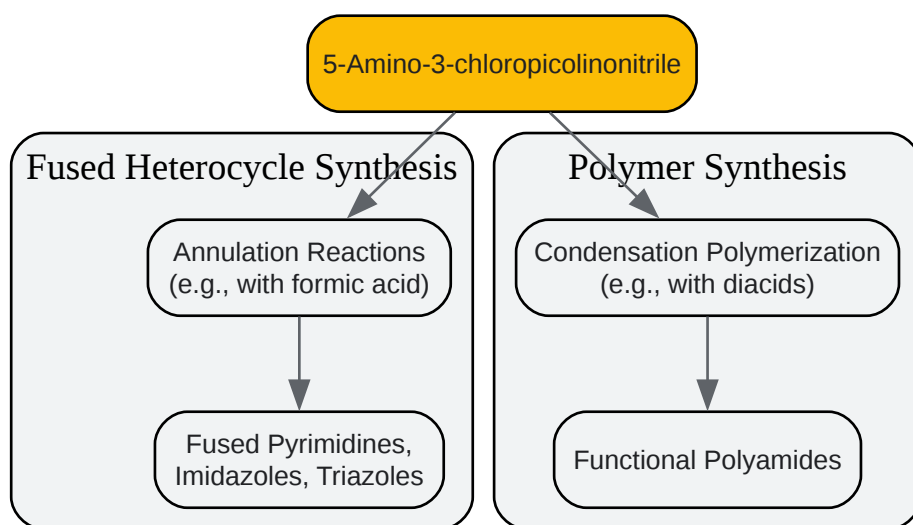 5-Amino-3-chloropicolinonitrile
Fused Heterocycle Synthesis
Polymer Synthesis
Annulation Reactions
(e.g., with formic acid)
Condensation Polymerization
(e.g., with diacids)
Fused Pyrimidines,
Imidazoles, Triazoles
Functional Polyamides